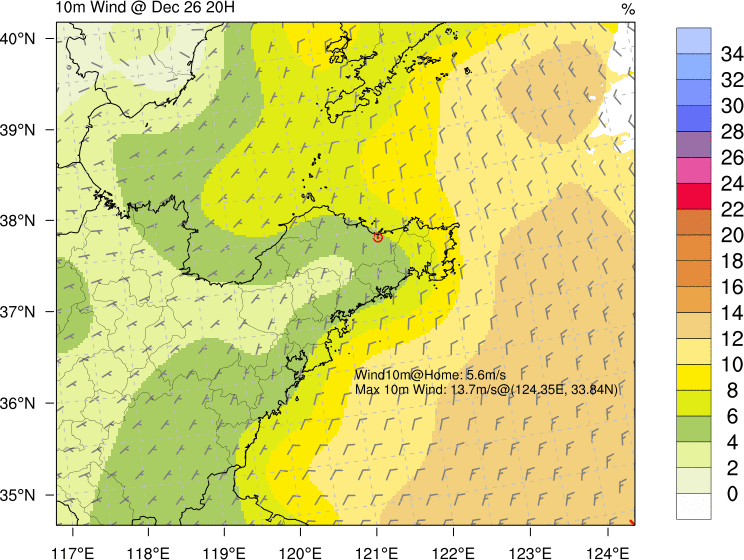 10m Wind @ Dec 26 20H
%
40°N
39°N
38°N
37°N
36°N
35°N
Wind10m@Home: 5.6m/s
Max 10m Wind: 13.7m/s@(124.35E, 33.84N)
117°E
118°E
119°E
120°E
121°E
122°E
123°E
124°E
34
32
30
28
26
24
22
20
18
16
14
12
10
8
6
4
2
0